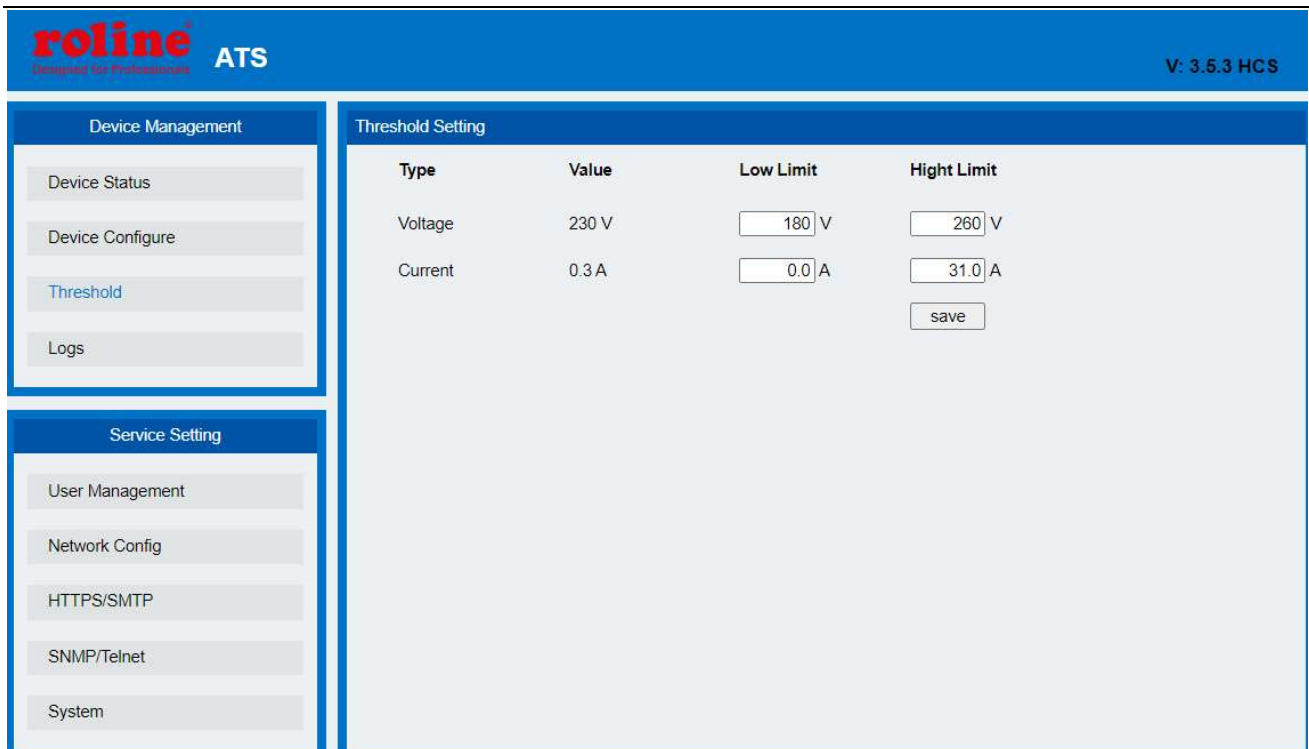 roline®
Designed for Professionals
ATS
V: 3.5.3 HCS
Device Management
Device Status
Device Configure
Threshold
Logs
Service Setting
User Management
Network Config
HTTPS/SMTP
SNMP/Telnet
System
Threshold Setting
Type Value Low Limit Hight Limit
Voltage 230 V 180 V 260 V
Current 0.3 A 0.0 A 31.0 A
save